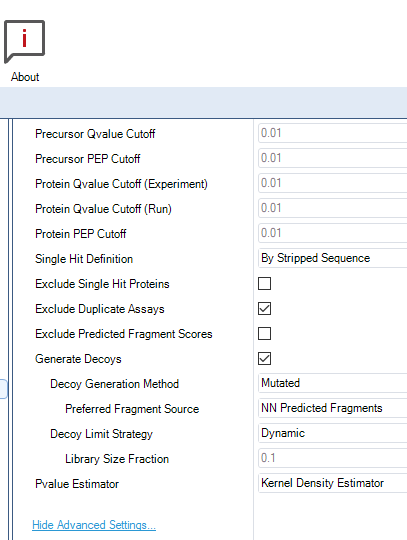 About
Precursor Qvalue Cutoff 0.01
Precursor PEP Cutoff 0.01
Protein Qvalue Cutoff (Experiment) 0.01
Protein Qvalue Cutoff (Run) 0.01
Protein PEP Cutoff 0.01
Single Hit Definition By Stripped Sequence
Exclude Single Hit Proteins
Exclude Duplicate Assays
Exclude Predicted Fragment Scores
Generate Decoys
Decoy Generation Method Mutated
Preferred Fragment Source NN Predicted Fragments
Decoy Limit Strategy Dynamic
Library Size Fraction 0.1
Pvalue Estimator Kernel Density Estimator
Hide Advanced Settings...